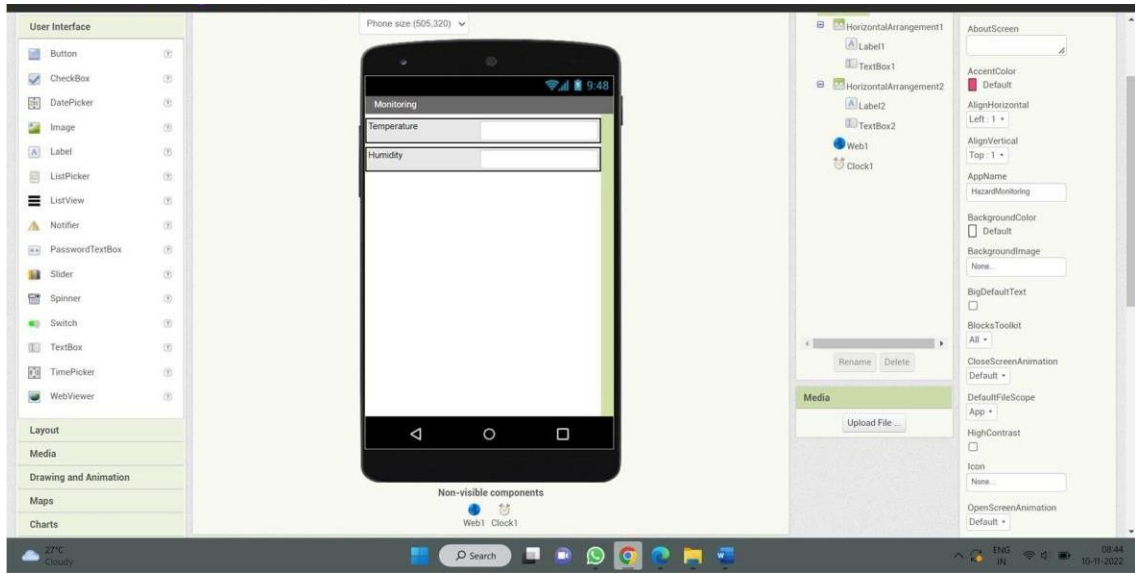 User Interface
Button
CheckBox
DatePicker
Image
Label
ListPicker
ListView
Notifier
PasswordTextBox
Slider
Spinner
Switch
TextBox
TimePicker
WebViewer
Layout
Media
Drawing and Animation
Maps
Charts
Phone size (505,320)
9:48
Monitoring
Temperature
Humidity
Non-visible components
Web1 Clock1
HorizontalArrangement1
Label1
TextBox1
HorizontalArrangement2
Label2
TextBox2
Web1
Clock1
Rename Delete
Media
Upload File ...
AboutScreen
AccentColor
Default
AlignHorizontal
Left : 1
AlignVertical
Top : 1
AppName
HazardMonitoring
BackgroundColor
Default
BackgroundImage
None...
BigDefaultText
BlocksToolkit
All
CloseScreenAnimation
Default
DefaultFileScope
App
HighContrast
Icon
None...
OpenScreenAnimation
Default
27°C
Cloudy
Search
ENG
IN
08:44
10-11-2022